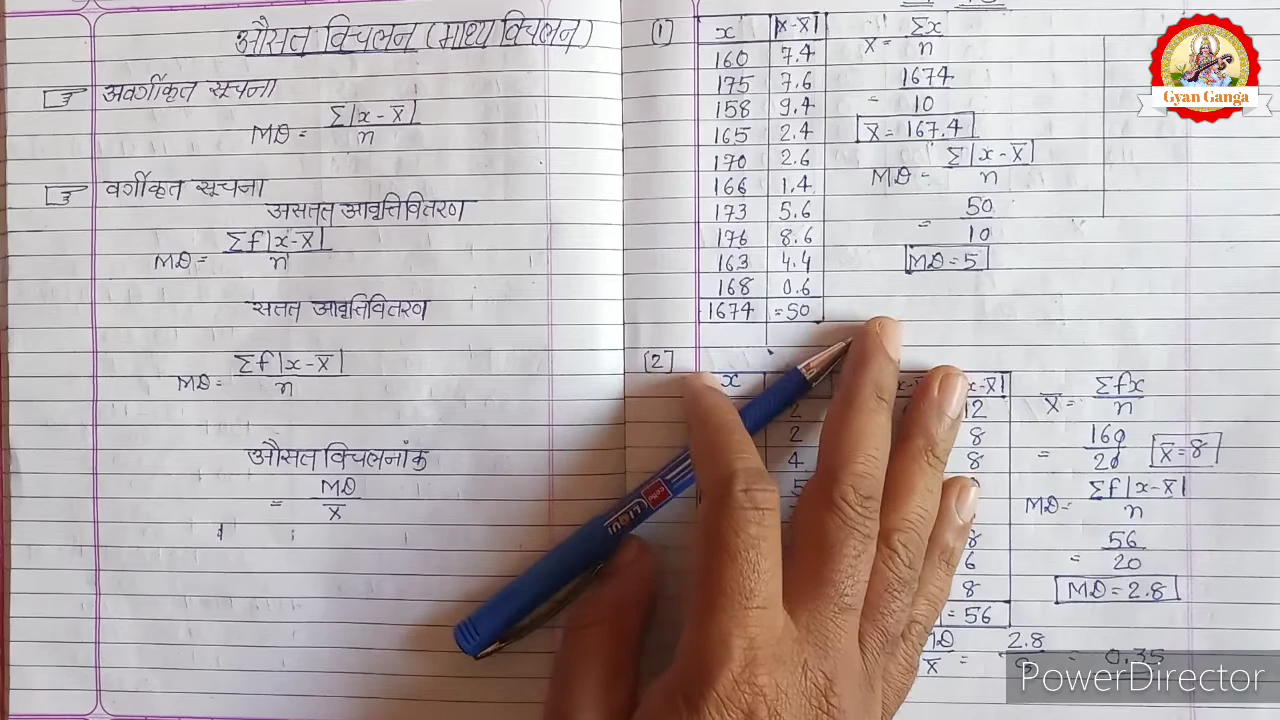 औसत विचलन (माध्य विचलन)
अवर्गीकृत सूचना
MD = Σ|x - x̄| / n
वर्गीकृत सूचना
असतत् आवृत्तिवितरण
MD = Σf|x-x̄| / n
सतत आवृत्तिवितरण
MD = Σf|x-x̄| / n
औसत विचलनांक
= MD / x̄
(1)
x |x-x̄|
160 7.4
175 7.6
158 9.4
165 2.4
170 2.6
166 1.4
173 5.6
176 8.6
163 4.4
168 0.6
1674 =50
x̄ = Σx / n
= 1674 / 10
x̄ = 167.4
MD = Σ|x-x̄| / n
= 50 / 10
MD = 5
[2]
x x-x̄|
2 12
2 8
4 8
5
6
8
= 56
x̄ = Σfx / n
= 160 / 20 x̄ = 8
MD = Σf|x-x̄| / n
= 56 / 20
MD = 2.8
MD / x̄ = 2.8 = 0.35
Gyan Ganga
PowerDirector